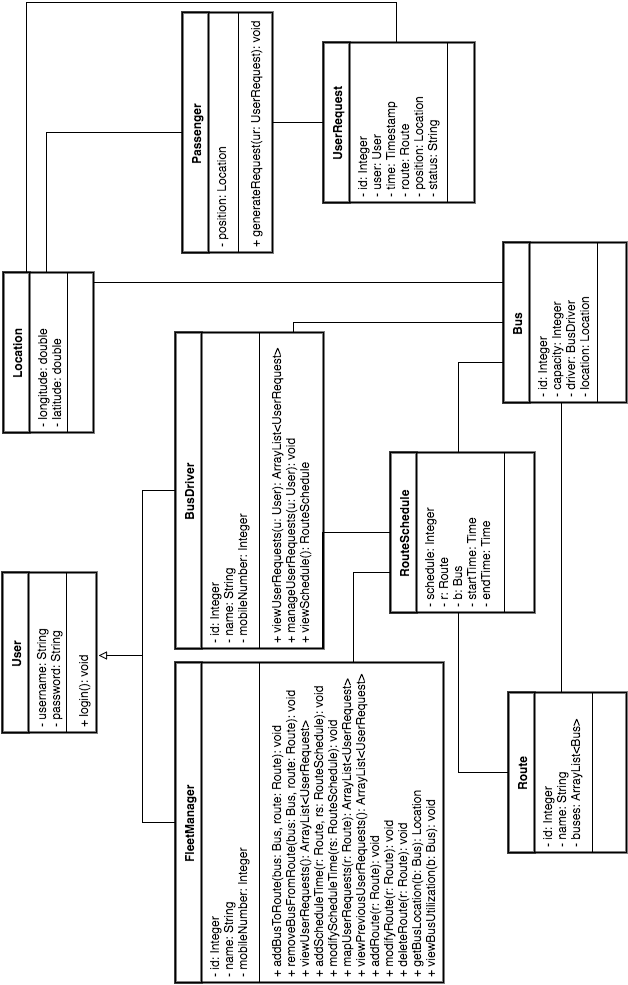 User
- username: String
- password: String
+ login(): void
Location
- longitude: double
- latitude: double
FleetManager
- id: Integer
- name: String
- mobileNumber: Integer
+ addBusToRoute(bus: Bus, route: Route): void
+ removeBusFromRoute(bus: Bus, route: Route): void
+ viewUserRequests(): ArrayList<UserRequest>
+ addScheduleTime(r: Route, rs: RouteSchedule): void
+ modifyScheduleTime(rs: RouteSchedule): void
+ mapUserRequests(r: Route): ArrayList<UserRequest>
+ viewPreviousUserRequests(): ArrayList<UserRequest>
+ addRoute(r: Route): void
+ modifyRoute(r: Route): void
+ deleteRoute(r: Route): void
+ getBusLocation(b: Bus): Location
+ viewBusUtilization(b: Bus): void
BusDriver
- id: Integer
- name: String
- mobileNumber: Integer
+ viewUserRequests(u: User): ArrayList<UserRequest>
+ manageUserRequests(u: User): void
+ viewSchedule(): RouteSchedule
Passenger
- position: Location
+ generateRequest(ur: UserRequest): void
UserRequest
- id: Integer
- user: User
- time: Timestamp
- route: Route
- position: Location
- status: String
RouteSchedule
- schedule: Integer
- r: Route
- b: Bus
- startTime: Time
- endTime: Time
Route
- id: Integer
- name: String
- buses: ArrayList<Bus>
Bus
- id: Integer
- capacity: Integer
- driver: BusDriver
- location: Location